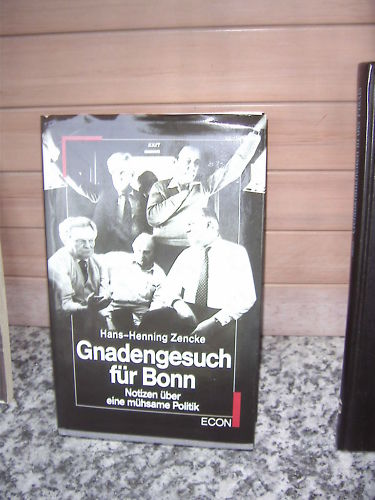 Hans-Henning Zencke
Gnadengesuch
für Bonn
Notizen über
eine mühsame Politik
ECON